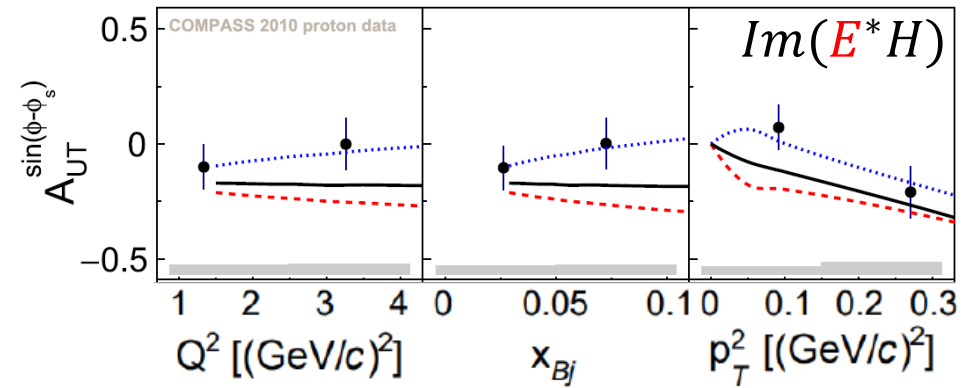 COMPASS 2010 proton data
Im(E*H)
A_UT^sin(ϕ-ϕ_s)
0.5
0
−0.5
1 2 3 4
0 0.05 0.1
0 0.1 0.2 0.3
Q² [(GeV/c)²]
x_Bj
p_T² [(GeV/c)²]